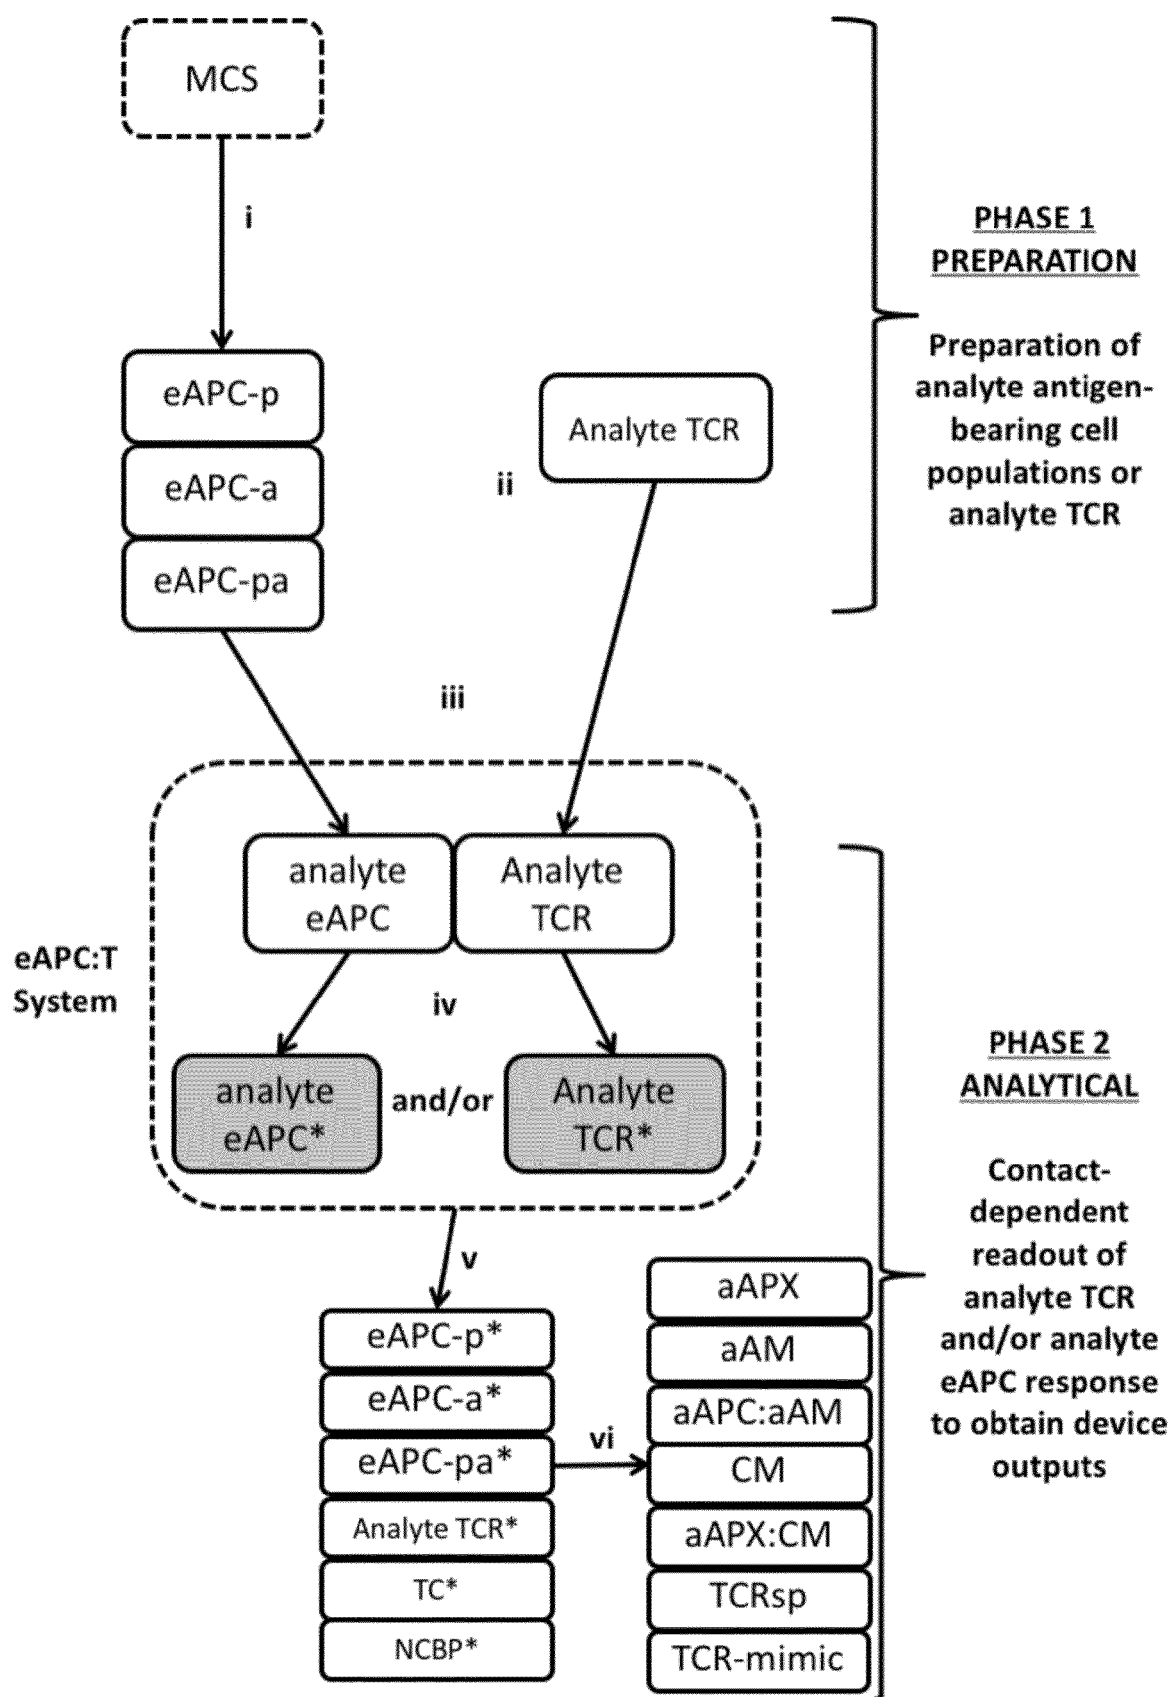 MCS
i
PHASE 1
PREPARATION
Preparation of
analyte antigen-
bearing cell
populations or
analyte TCR
eAPC-p
eAPC-a
eAPC-pa
Analyte TCR
ii
iii
eAPC:T
System
analyte
eAPC
Analyte
TCR
iv
analyte
eAPC*
and/or
Analyte
TCR*
PHASE 2
ANALYTICAL
Contact-
dependent
readout of
analyte TCR
and/or analyte
eAPC response
to obtain device
outputs
v
eAPC-p*
eAPC-a*
eAPC-pa*
Analyte TCR*
TC*
NCBP*
vi
aAPX
aAM
aAPC:aAM
CM
aAPX:CM
TCRsp
TCR-mimic